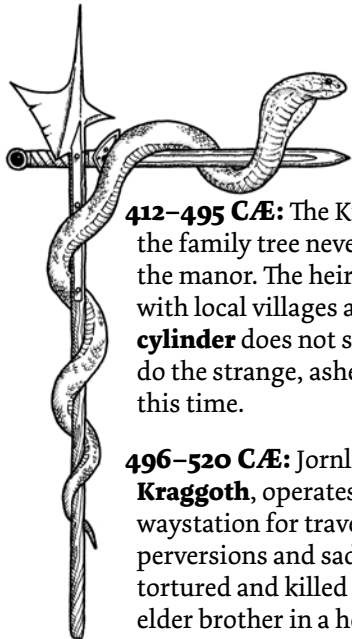 412–495 CÆ: The K
the family tree neve
the manor. The heir
with local villages a
cylinder does not s
do the strange, ashe
this time.
496–520 CÆ: Jornl
Kraggoth, operates
waystation for trave
perversions and sad
tortured and killed
elder brother in a h